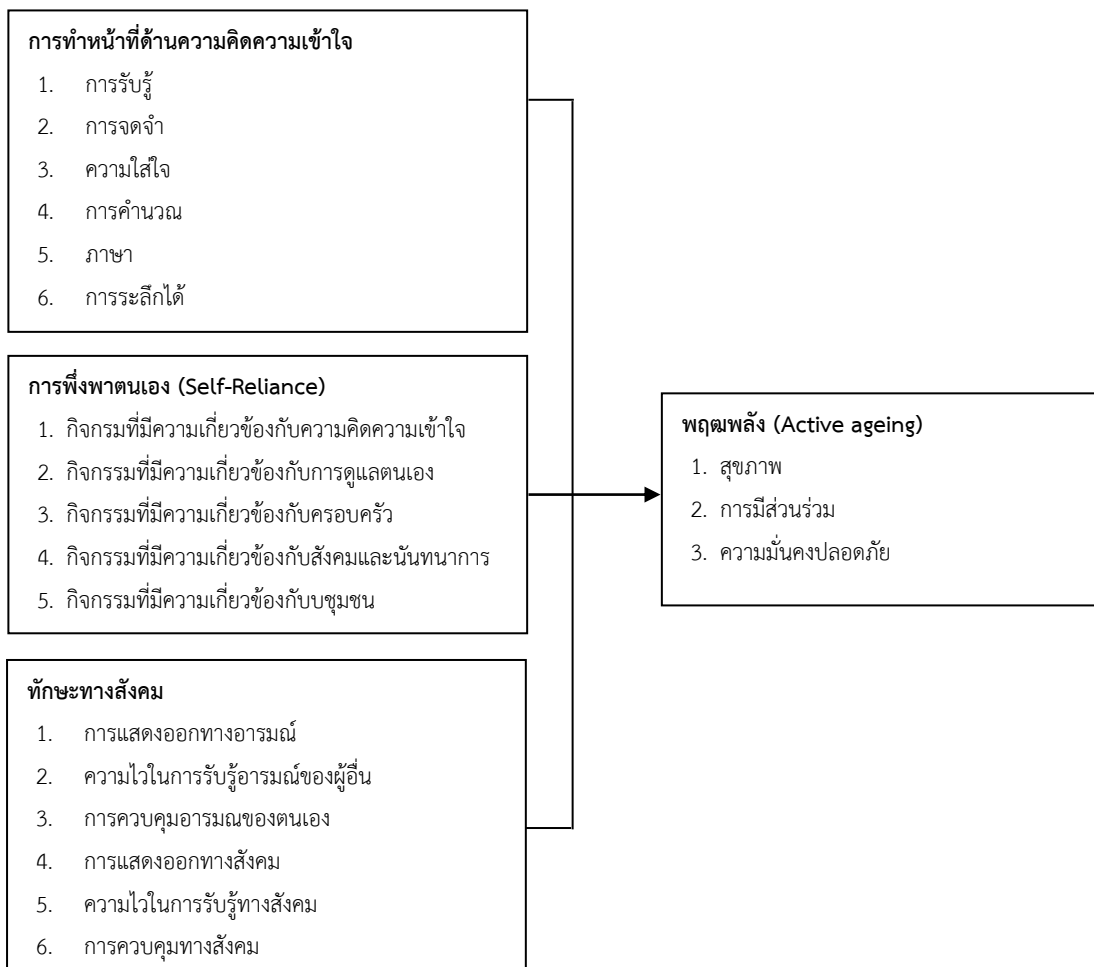 การทำหน้าที่ด้านความคิดความเข้าใจ
1. การรับรู้
2. การจดจำ
3. ความใส่ใจ
4. การคำนวณ
5. ภาษา
6. การระลึกได้
การพึ่งพาตนเอง (Self-Reliance)
1. กิจกรมที่มีความเกี่ยวข้องกับความคิดความเข้าใจ
2. กิจกรรมที่มีความเกี่ยวข้องกับการดูแลตนเอง
3. กิจกรรมที่มีความเกี่ยวข้องกับครอบครัว
4. กิจกรรมที่มีความเกี่ยวข้องกับสังคมและนันทนาการ
5. กิจกรรมที่มีความเกี่ยวข้องกับบชุมชน
ทักษะทางสังคม
1. การแสดงออกทางอารมณ์
2. ความไวในการรับรู้อารมณ์ของผู้อื่น
3. การควบคุมอารมณของตนเอง
4. การแสดงออกทางสังคม
5. ความไวในการรับรู้ทางสังคม
6. การควบคุมทางสังคม
พฤฒพลัง (Active ageing)
1. สุขภาพ
2. การมีส่วนร่วม
3. ความมั่นคงปลอดภัย